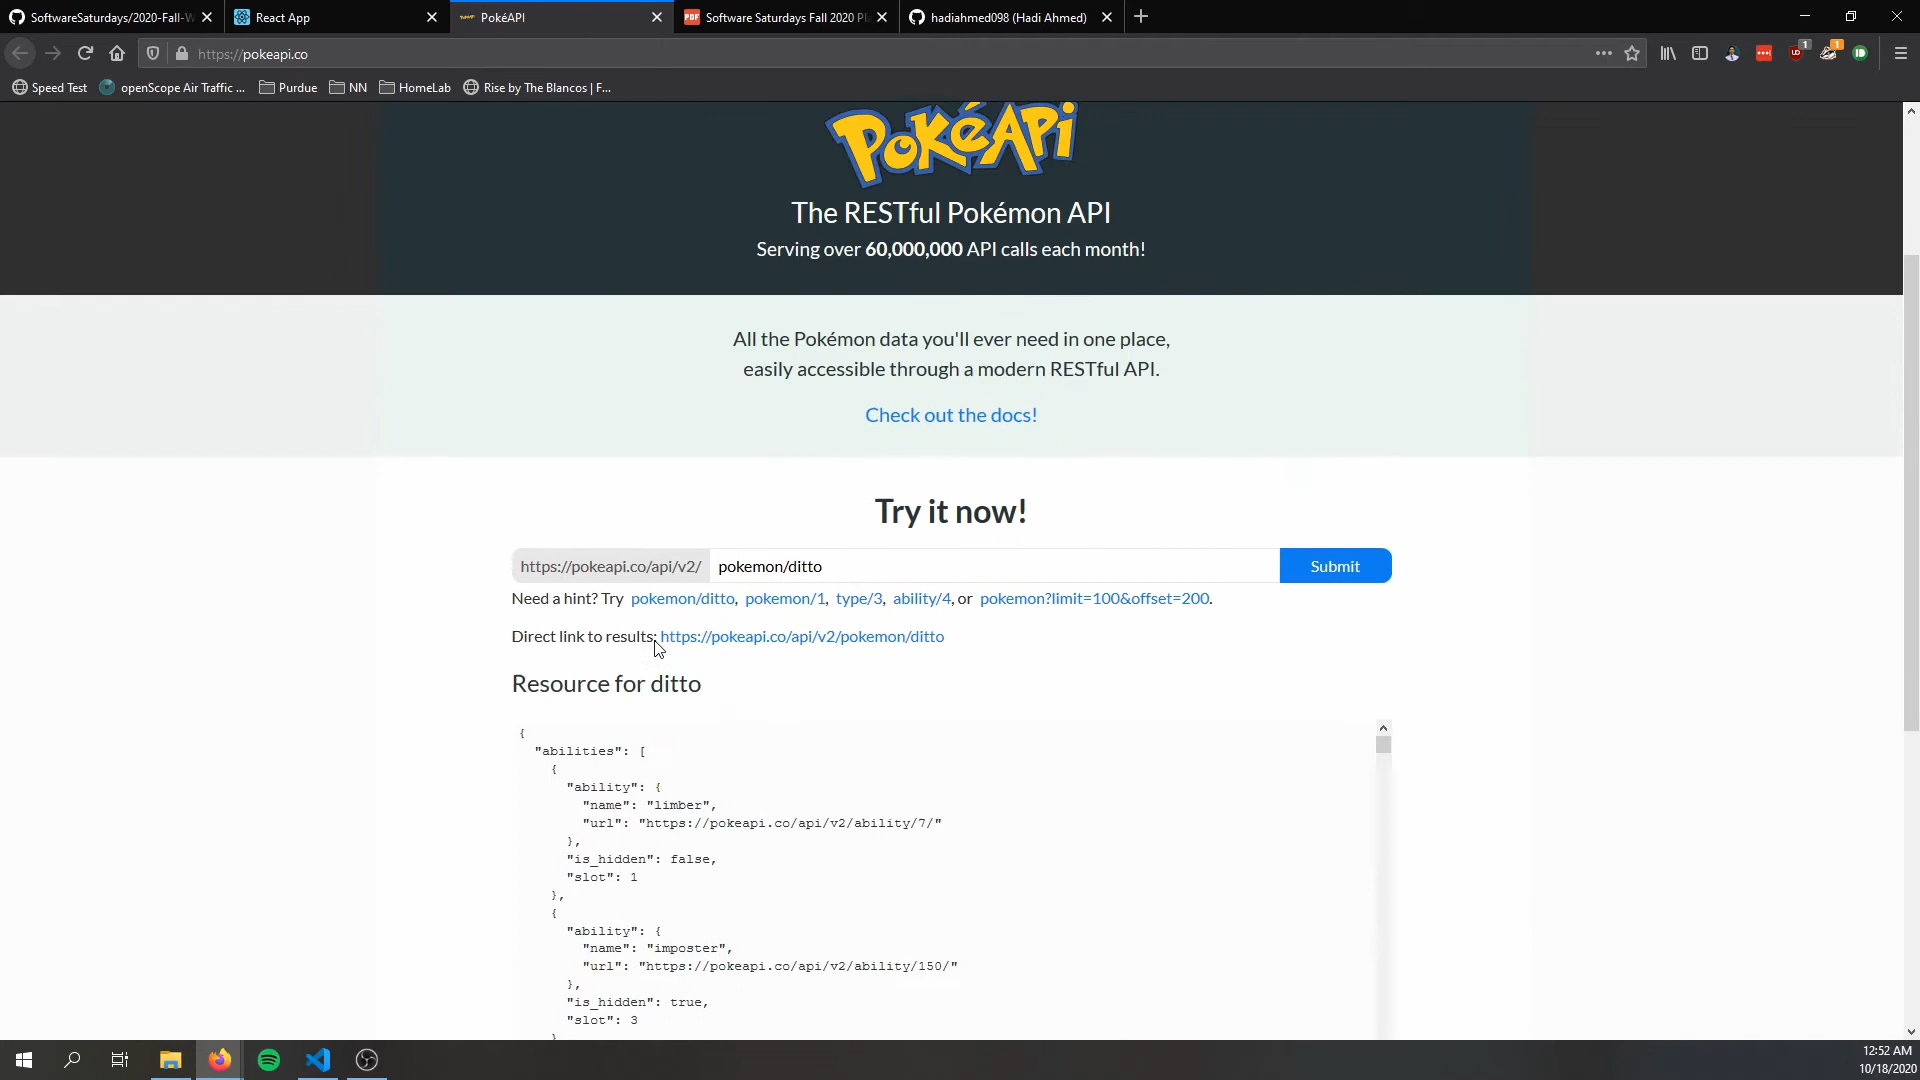 SoftwareSaturdays/2020-Fall-W
React App
PokéAPI
Software Saturdays Fall 2020 Pl
hadiahmed098 (Hadi Ahmed)
https://pokeapi.co
1
1
Speed Test
openScope Air Traffic ...
Purdue
NN
HomeLab
Rise by The Blancos | F...
PokéAPi
The RESTful Pokémon API
Serving over 60,000,000 API calls each month!
All the Pokémon data you'll ever need in one place,
easily accessible through a modern RESTful API.
Check out the docs!
Try it now!
https://pokeapi.co/api/v2/ pokemon/ditto Submit
Need a hint? Try pokemon/ditto, pokemon/1, type/3, ability/4, or pokemon?limit=100&offset=200.
Direct link to results: https://pokeapi.co/api/v2/pokemon/ditto
Resource for ditto
{
"abilities": [
{
"ability": {
"name": "limber",
"url": "https://pokeapi.co/api/v2/ability/7/"
},
"is_hidden": false,
"slot": 1
},
{
"ability": {
"name": "imposter",
"url": "https://pokeapi.co/api/v2/ability/150/"
},
"is_hidden": true,
"slot": 3
}
12:52 AM
10/18/2020